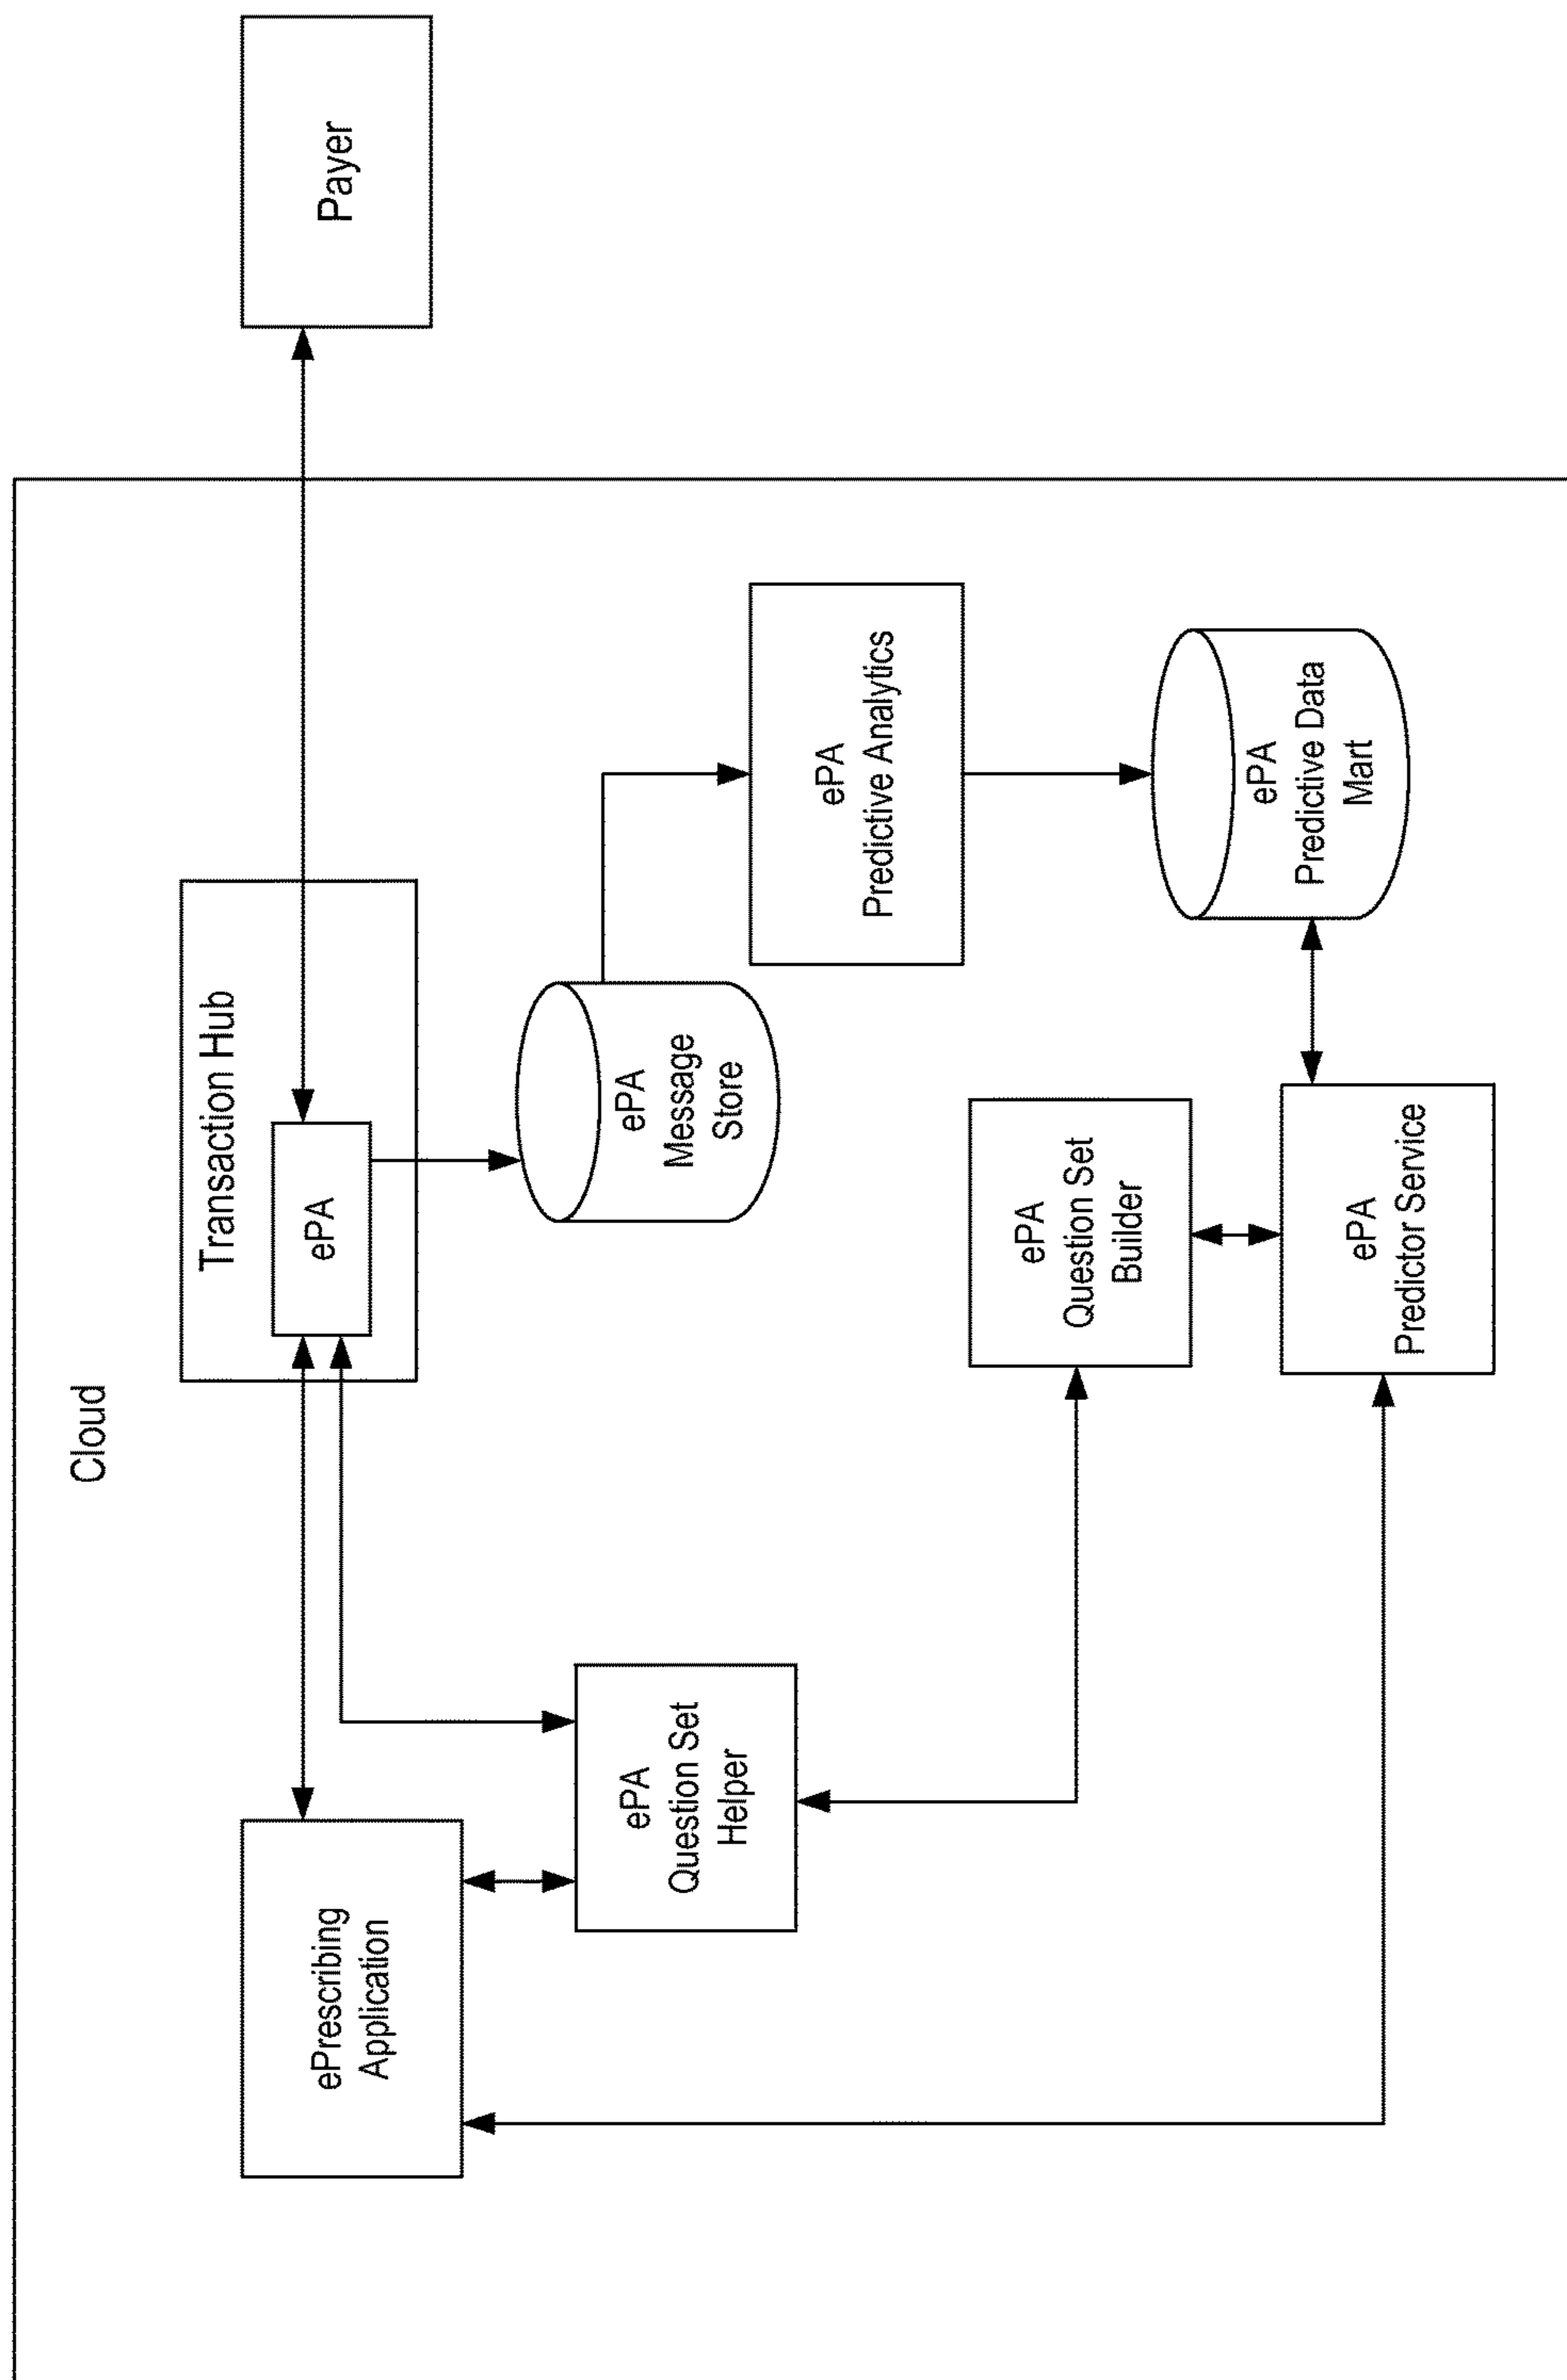 Cloud
ePrescribing
Application
Transaction Hub
ePA
Payer
ePA
Question Set
Helper
ePA
Message
Store
ePA
Predictive Analytics
ePA
Question Set
Builder
ePA
Predictor Service
ePA
Predictive Data
Mart